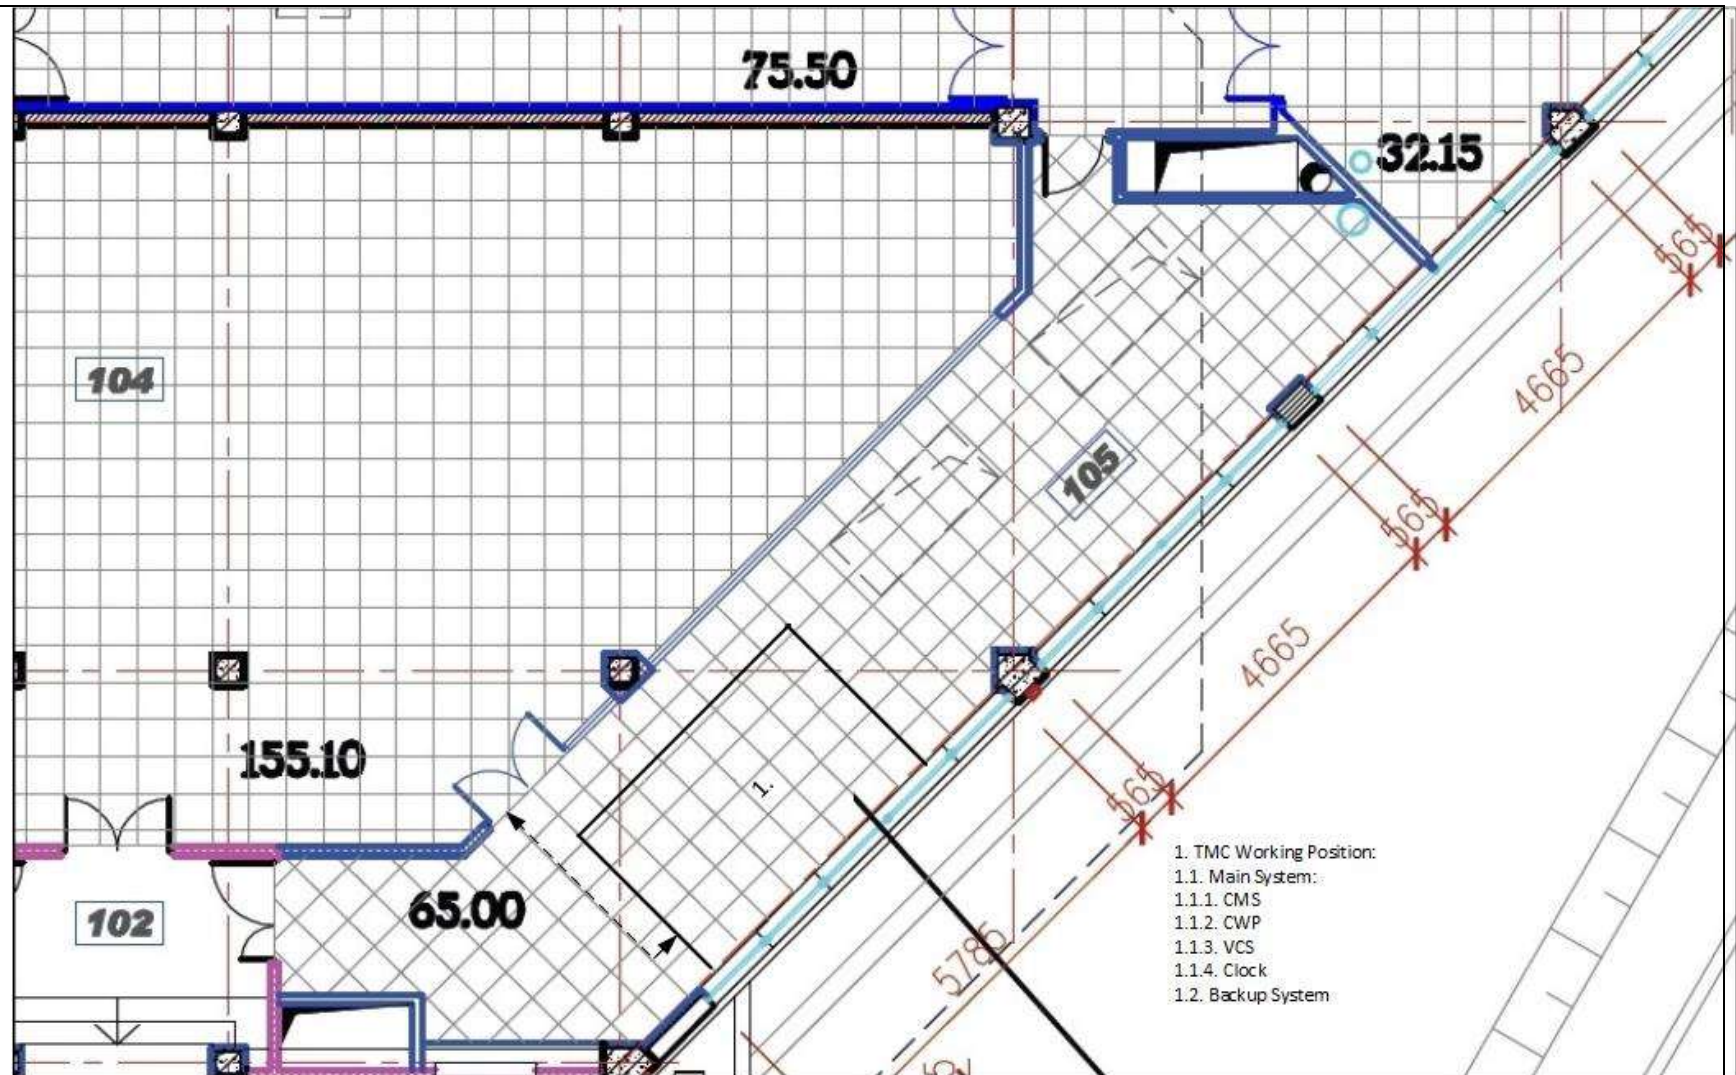 75.50
32.15
565
104
4665
105
565
4665
155.10
1.
565
1. TMC Working Position:
1.1. Main System:
1.1.1. CMS
1.1.2. CWP
1.1.3. VCS
1.1.4. Clock
1.2. Backup System
102
65.00
5785